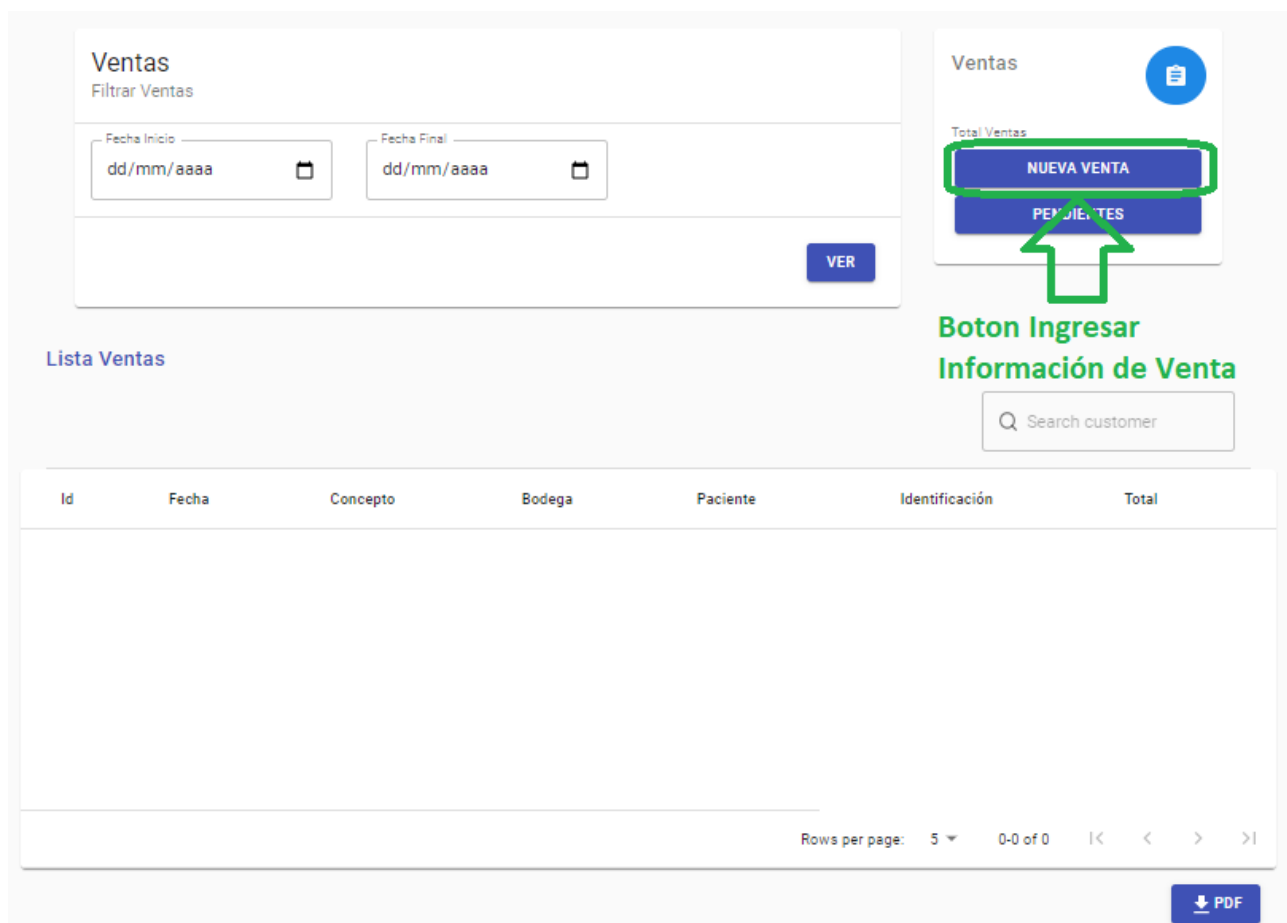 Ventas
Filtrar Ventas
Fecha Inicio
dd/mm/aaaa
Fecha Final
dd/mm/aaaa
VER
Ventas
Total Ventas
NUEVA VENTA
PENDIENTES
Boton Ingresar
Información de Venta
Lista Ventas
Search customer
Id Fecha Concepto Bodega Paciente Identificación Total
Rows per page: 5 0-0 of 0
PDF